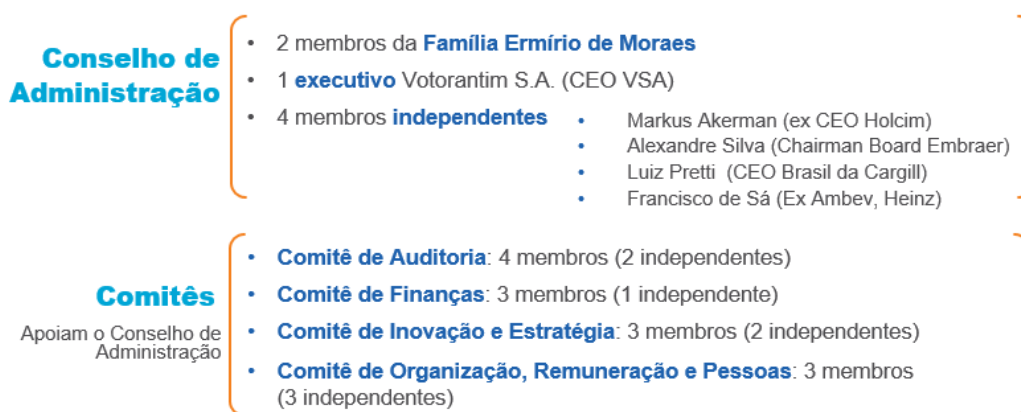 Conselho de
Administração
• 2 membros da Família Ermírio de Moraes
• 1 executivo Votorantim S.A. (CEO VSA)
• 4 membros independentes
• Markus Akerman (ex CEO Holcim)
• Alexandre Silva (Chairman Board Embraer)
• Luiz Pretti (CEO Brasil da Cargill)
• Francisco de Sá (Ex Ambev, Heinz)
Comitês
Apoiam o Conselho de
Administração
• Comitê de Auditoria: 4 membros (2 independentes)
• Comitê de Finanças: 3 membros (1 independente)
• Comitê de Inovação e Estratégia: 3 membros (2 independentes)
• Comitê de Organização, Remuneração e Pessoas: 3 membros
(3 independentes)